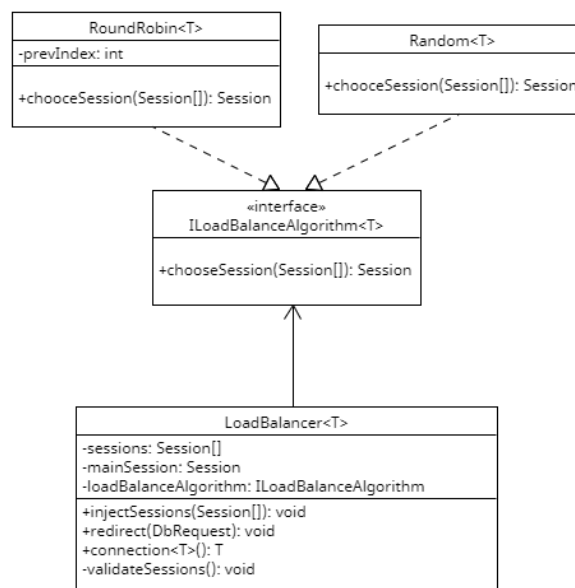 RoundRobin<T>
-prevIndex: int
+chooceSession(Session[]): Session
Random<T>
+chooceSession(Session[]): Session
«interface»
ILoadBalanceAlgorithm<T>
+chooseSession(Session[]): Session
LoadBalancer<T>
-sessions: Session[]
-mainSession: Session
-loadBalanceAlgorithm: ILoadBalanceAlgorithm
+injectSessions(Session[]): void
+redirect(DbRequest): void
+connection<T>(): T
-validateSessions(): void